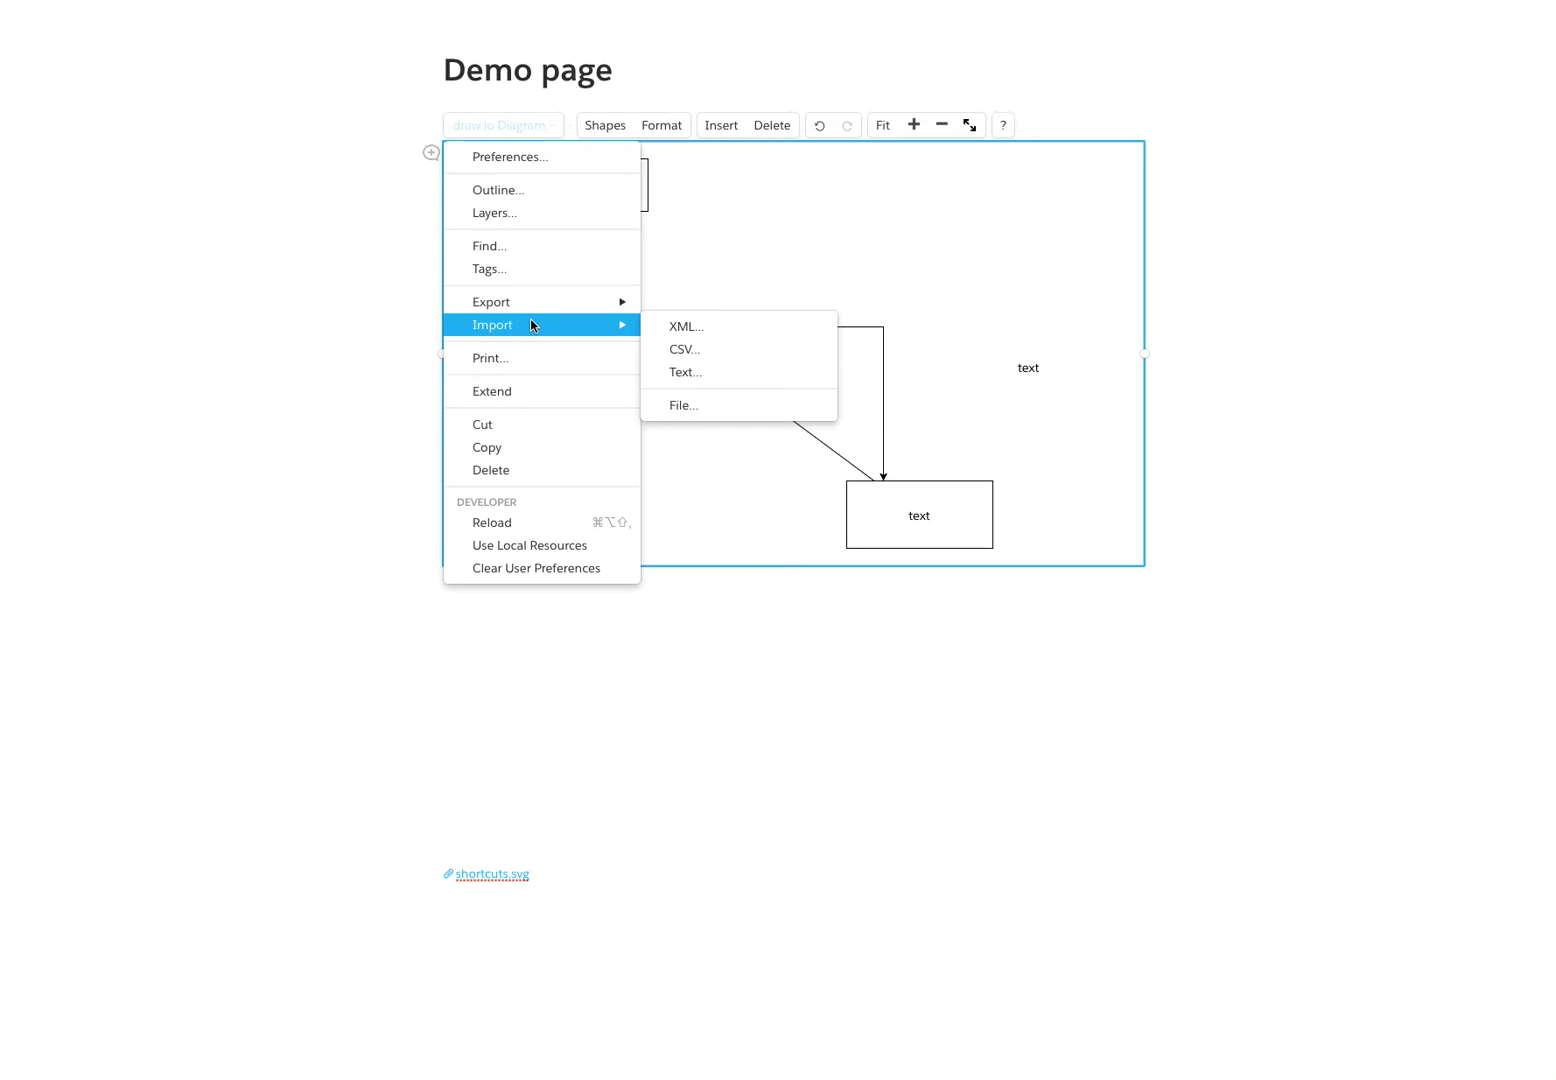 Demo page
draw.io Diagram
Shapes Format Insert Delete Fit + − ?
Preferences...
Outline...
Layers...
Find...
Tags...
Export
Import
XML...
CSV...
Text...
File...
Print...
Extend
Cut
Copy
Delete
DEVELOPER
Reload ⌘⌥⇧,
Use Local Resources
Clear User Preferences
text
text
shortcuts.svg